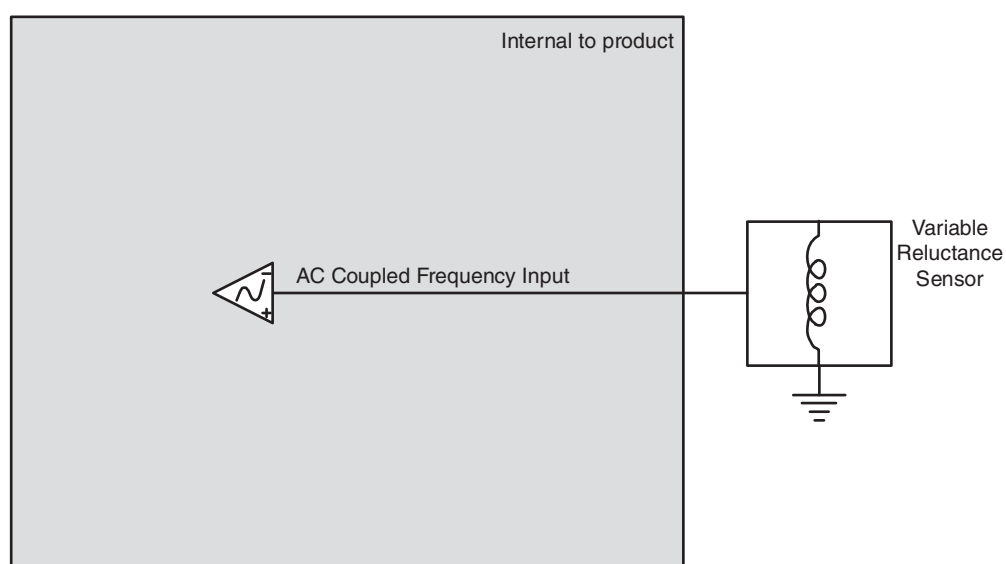 Internal to product
AC Coupled Frequency Input
Variable
Reluctance
Sensor